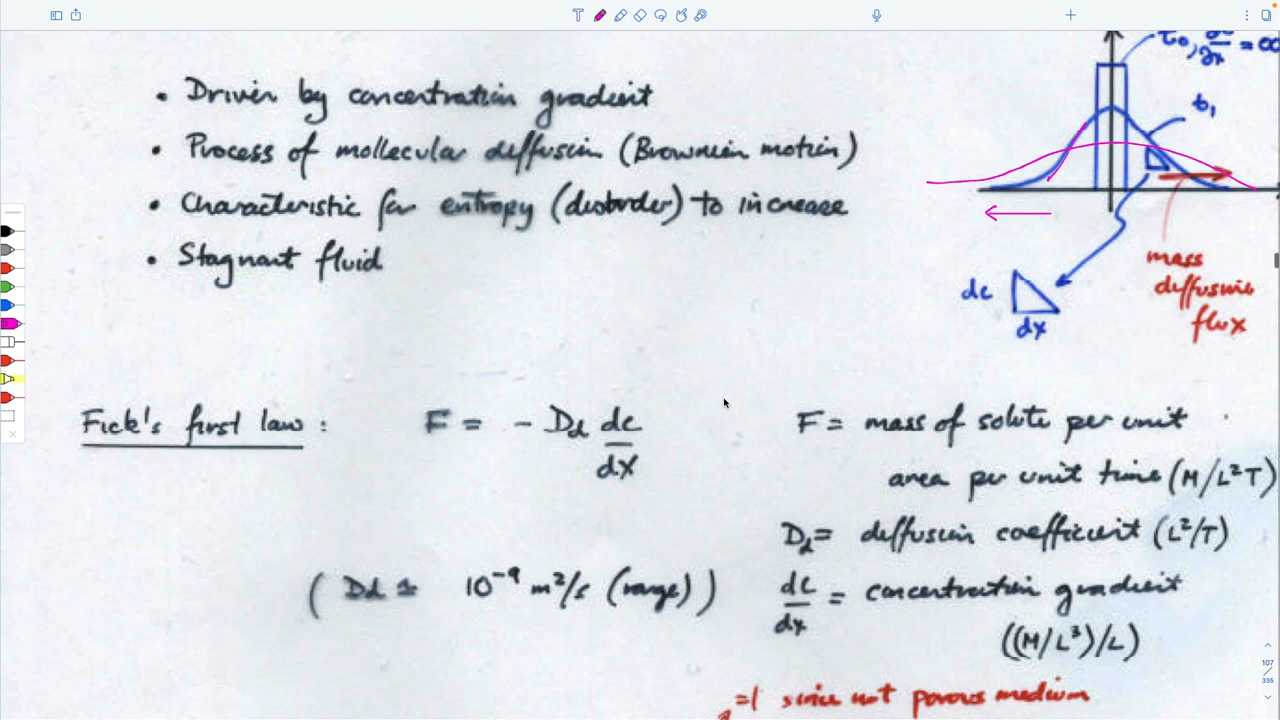 t₀, ∂c/∂x = ∞
• Driven by concentration gradient
t₁
• Process of mollecular diffusion (Brownian motion)
• Characteristic for entropy (disorder) to increase
• Stagnant fluid
mass
diffusive
flux
dc
dx
Fick's first law : F = - Dd dc/dx
F = mass of solute per unit
area per unit time (M/L²T)
Dd = diffusion coefficient (L²/T)
( Dd ≃ 10⁻⁹ m²/s (range) )
dc/dx = concentration gradient
((M/L³)/L)
=1 since not porous medium
107
335